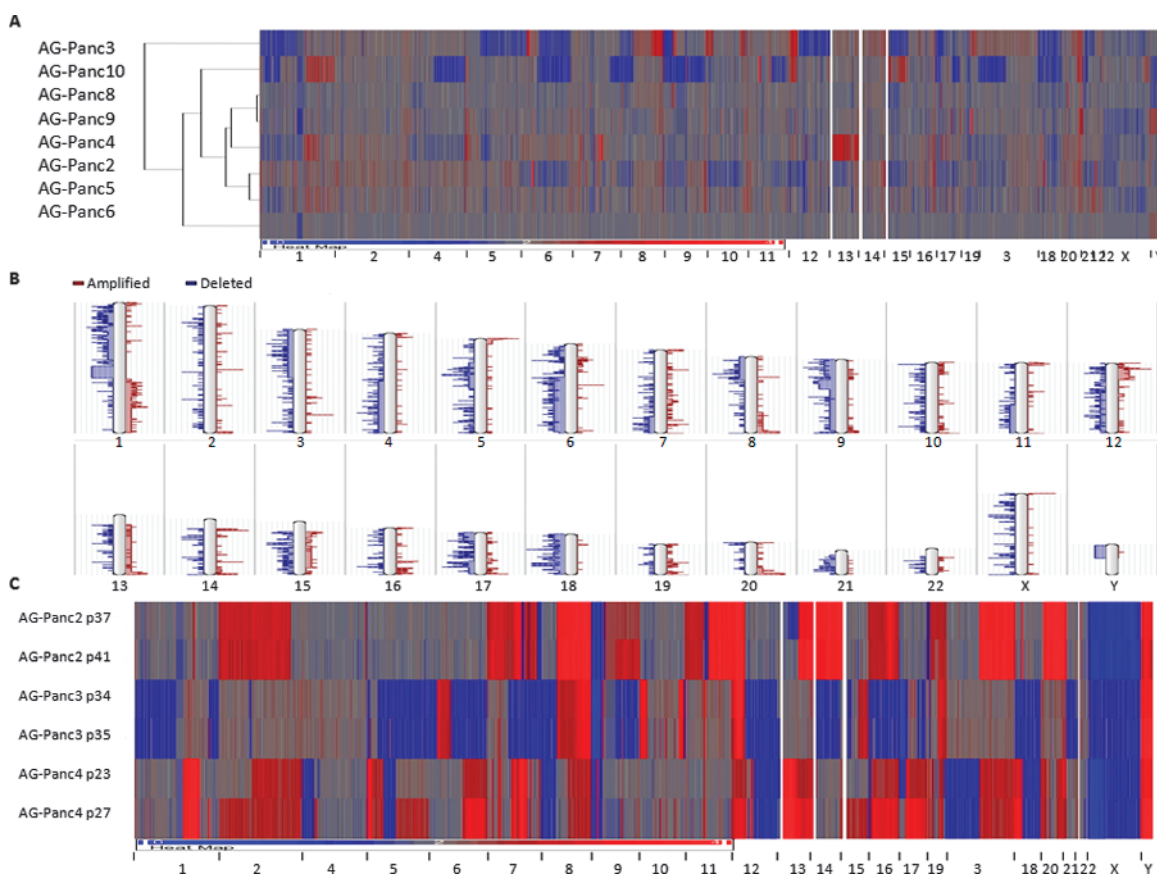 A
AG-Panc3
AG-Panc10
AG-Panc8
AG-Panc9
AG-Panc4
AG-Panc2
AG-Panc5
AG-Panc6
Heat Map
1 2 4 5 6 7 8 9 10 11 12 13 14 15 16 17 19 3 18 20 21 22 X
B
Amplified Deleted
1 2 3 4 5 6 7 8 9 10 11 12
13 14 15 16 17 18 19 20 21 22 X Y
C
AG-Panc2 p37
AG-Panc2 p41
AG-Panc3 p34
AG-Panc3 p35
AG-Panc4 p23
AG-Panc4 p27
Heat Map
1 2 4 5 6 7 8 9 10 11 12 13 14 15 16 17 19 3 18 20 21 22 X Y